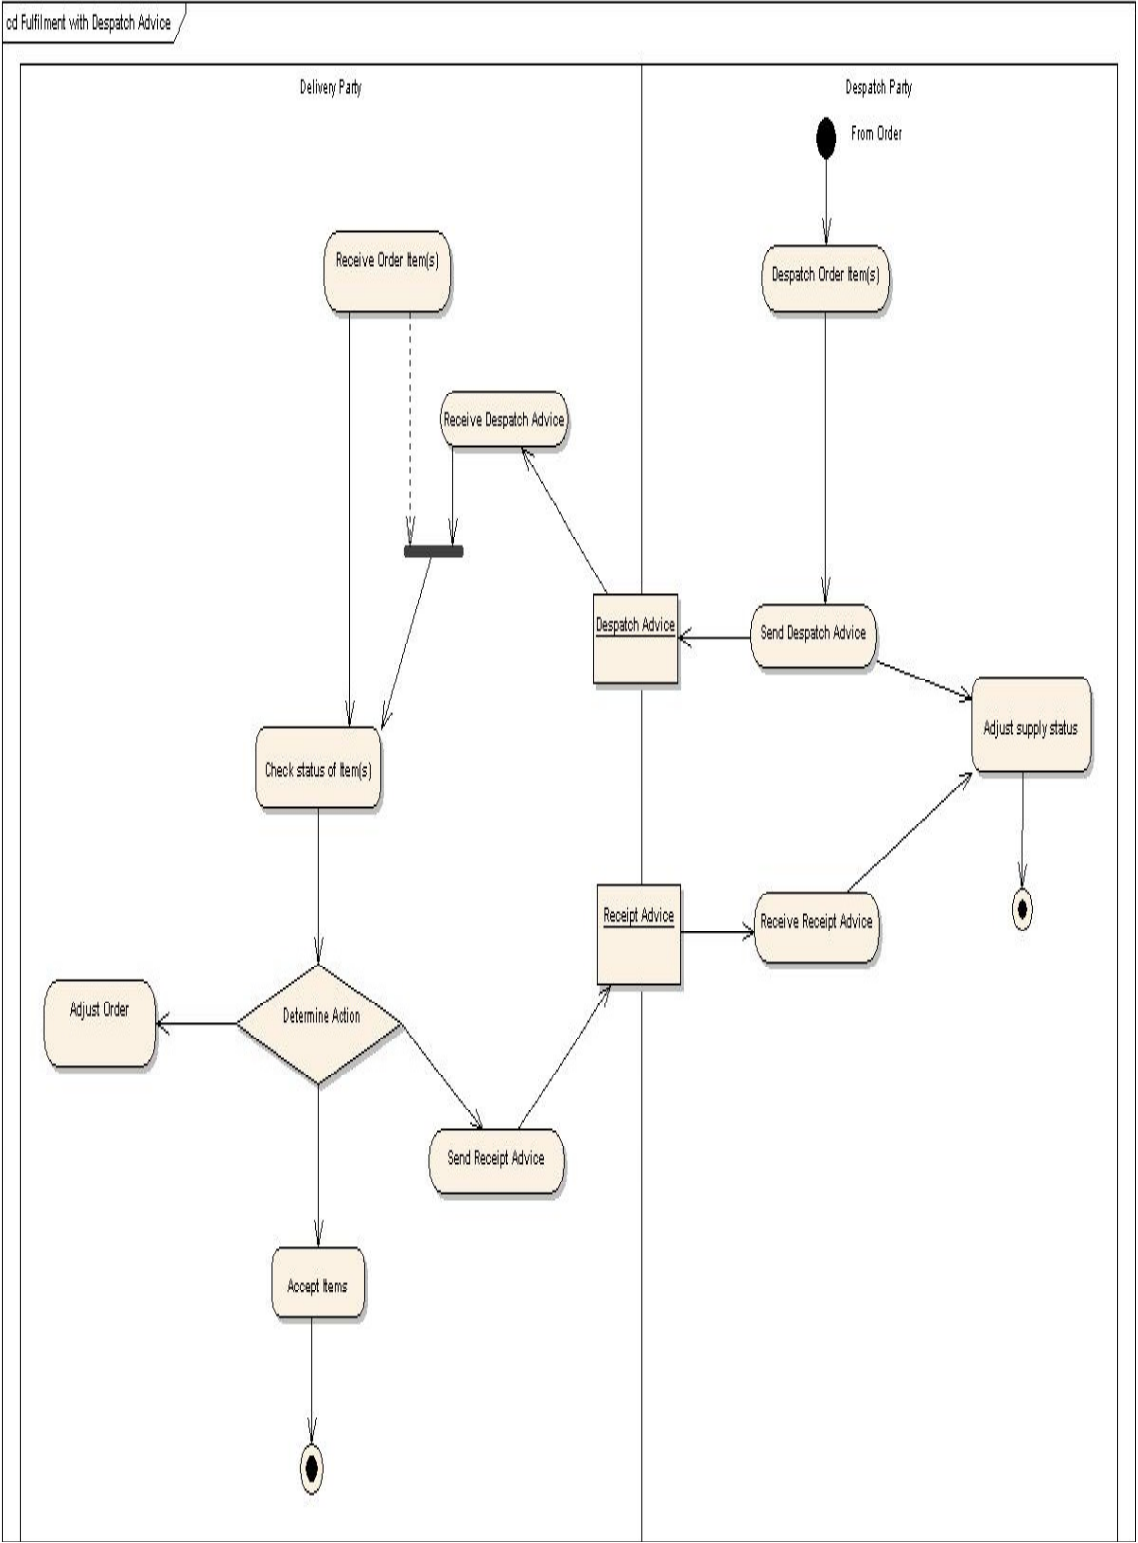 cd Fulfilment with Despatch Advice
Delivery Party
Despatch Party
From Order
Receive Order Item(s)
Despatch Order Item(s)
Receive Despatch Advice
Despatch Advice
Send Despatch Advice
Adjust supply status
Check status of Item(s)
Receipt Advice
Receive Receipt Advice
Adjust Order
Determine Action
Send Receipt Advice
Accept Items